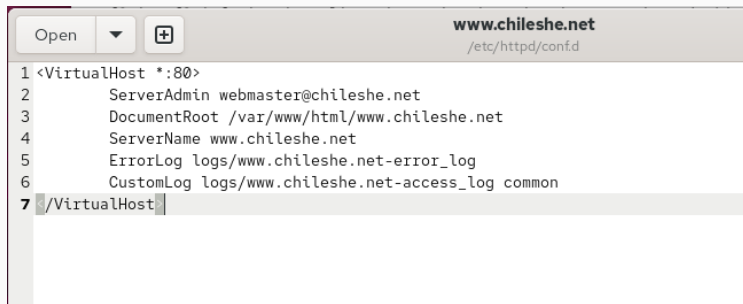 Open
www.chileshe.net
/etc/httpd/conf.d
1 <VirtualHost *:80>
2 ServerAdmin webmaster@chileshe.net
3 DocumentRoot /var/www/html/www.chileshe.net
4 ServerName www.chileshe.net
5 ErrorLog logs/www.chileshe.net-error_log
6 CustomLog logs/www.chileshe.net-access_log common
7 </VirtualHost>